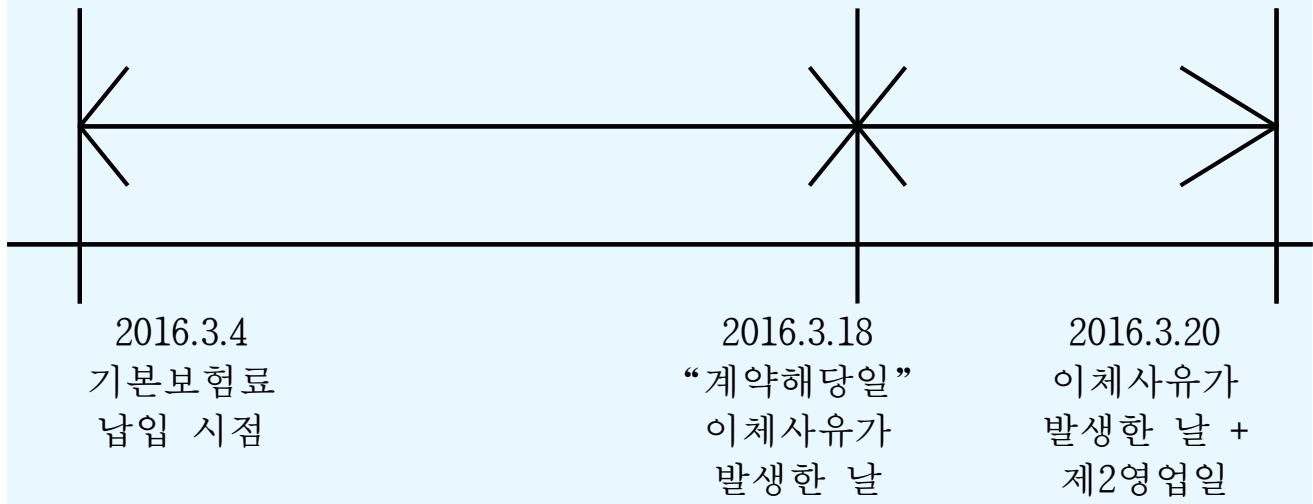 2016.3.4
기본보험료
납입 시점
2016.3.18
“계약해당일”
이체사유가
발생한 날
2016.3.20
이체사유가
발생한 날 +
제2영업일